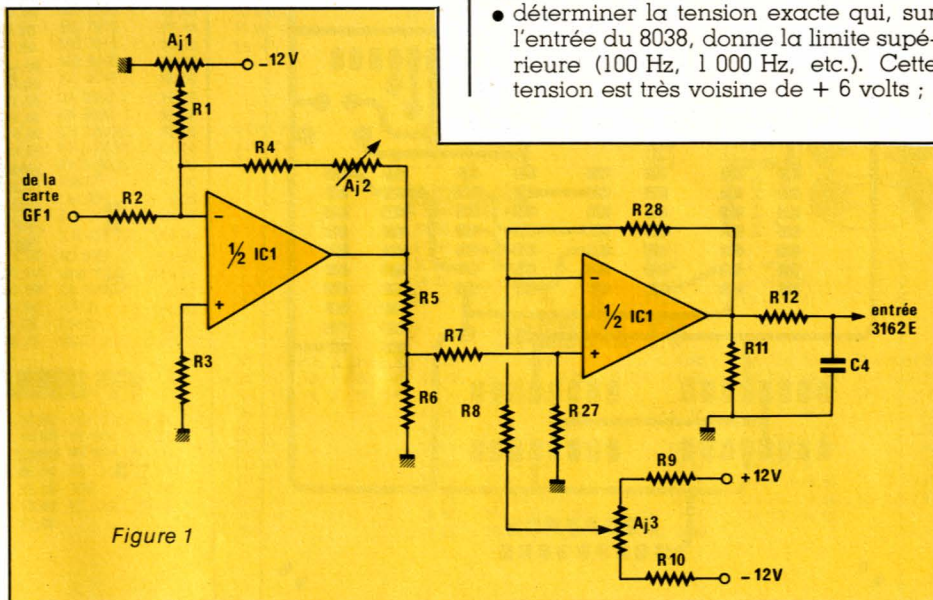 ● déterminer la tension exacte qui, sur
l'entrée du 8038, donne la limite supé-
rieure (100 Hz, 1 000 Hz, etc.). Cette
tension est très voisine de + 6 volts ;
Aj1
-12V
R1
R4
Aj2
de la
carte
GF1
R2
-
½ IC1
+
R3
R5
R6
R7
R28
-
½ IC1
+
R12
entrée
3162 E
R11
C4
R8
R27
R9
+12V
Aj3
R10
-12V
Figure 1